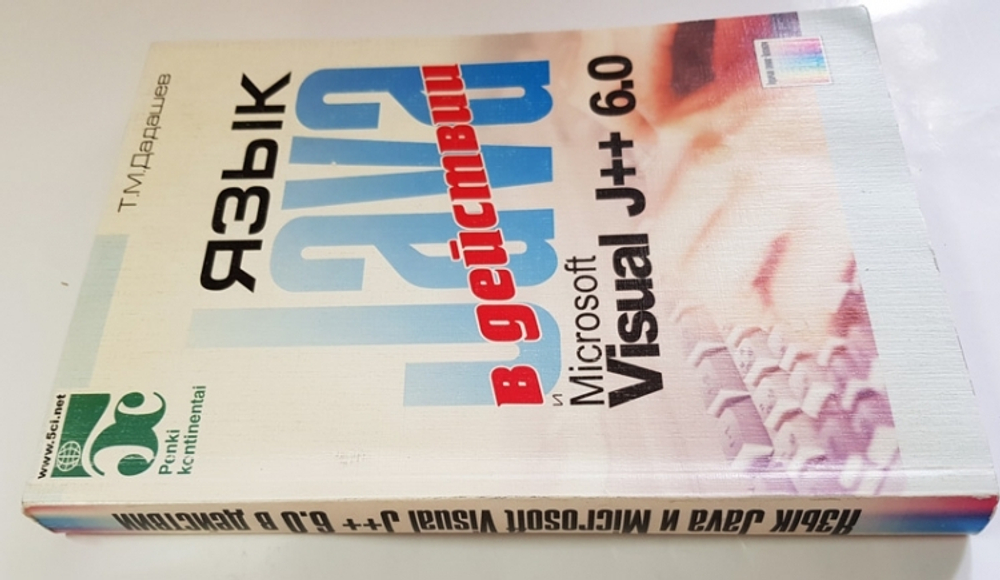 Т.М.Дадашев
ЯЗЫК
Java
в действии
и
Microsoft
Visual J++ 6.0
www.5ci.net
5c
Penki
kontinentai
Язык Java и Microsoft Visual J++ 6.0 в действии